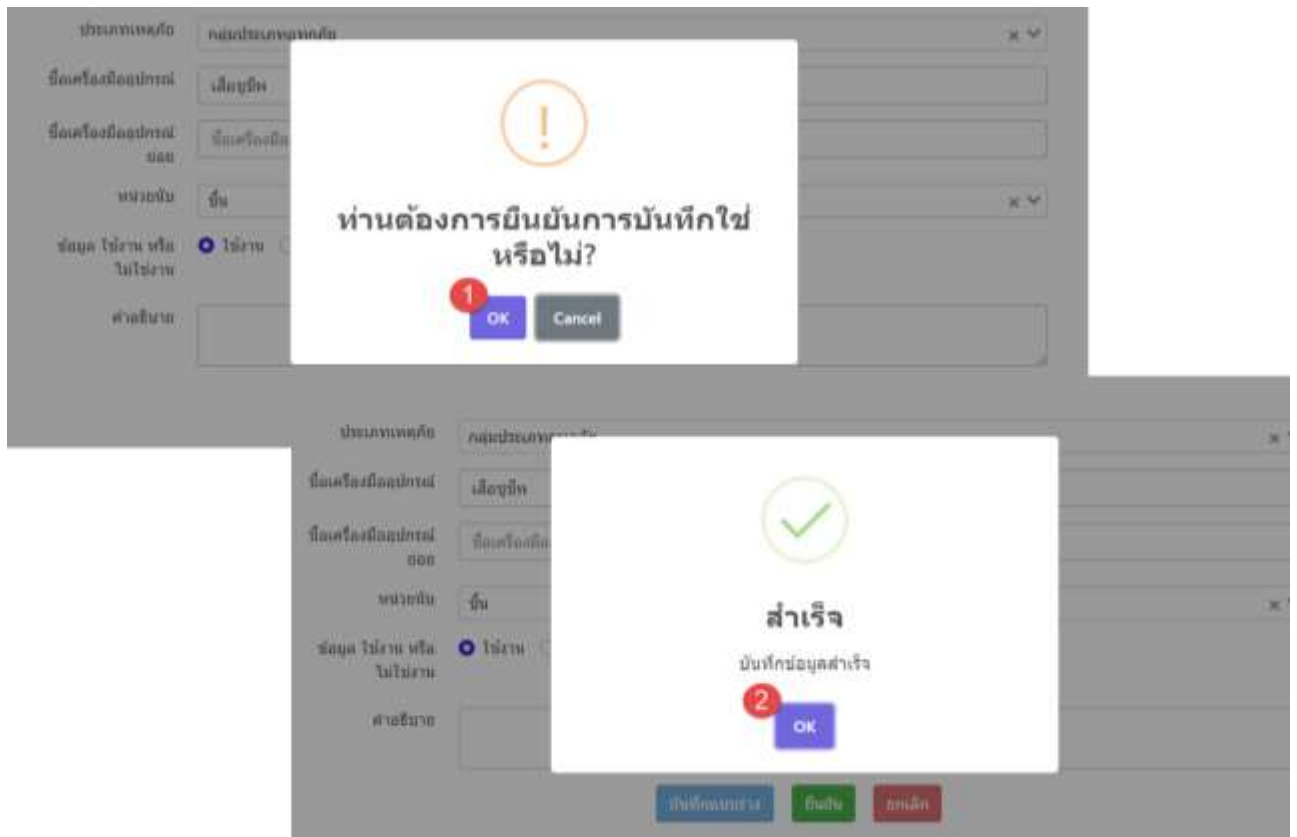 ประเภทเหตุภัย
ชื่อเครื่องมืออุปกรณ์
เสื้อชูชีพ
ชื่อเครื่องมืออุปกรณ์
ย่อย
หน่วยนับ
ชิ้น
ข้อมูล ใช้งาน หรือ
ไม่ใช้งาน
ใช้งาน
คำอธิบาย
ท่านต้องการยืนยันการบันทึกใช่
หรือไม่?
1
OK
Cancel
ประเภทเหตุภัย
ชื่อเครื่องมืออุปกรณ์
เสื้อชูชีพ
ชื่อเครื่องมืออุปกรณ์
ย่อย
หน่วยนับ
ชิ้น
ข้อมูล ใช้งาน หรือ
ไม่ใช้งาน
ใช้งาน
คำอธิบาย
สำเร็จ
บันทึกข้อมูลสำเร็จ
2
OK
บันทึกแบบร่าง
ยืนยัน
ยกเลิก